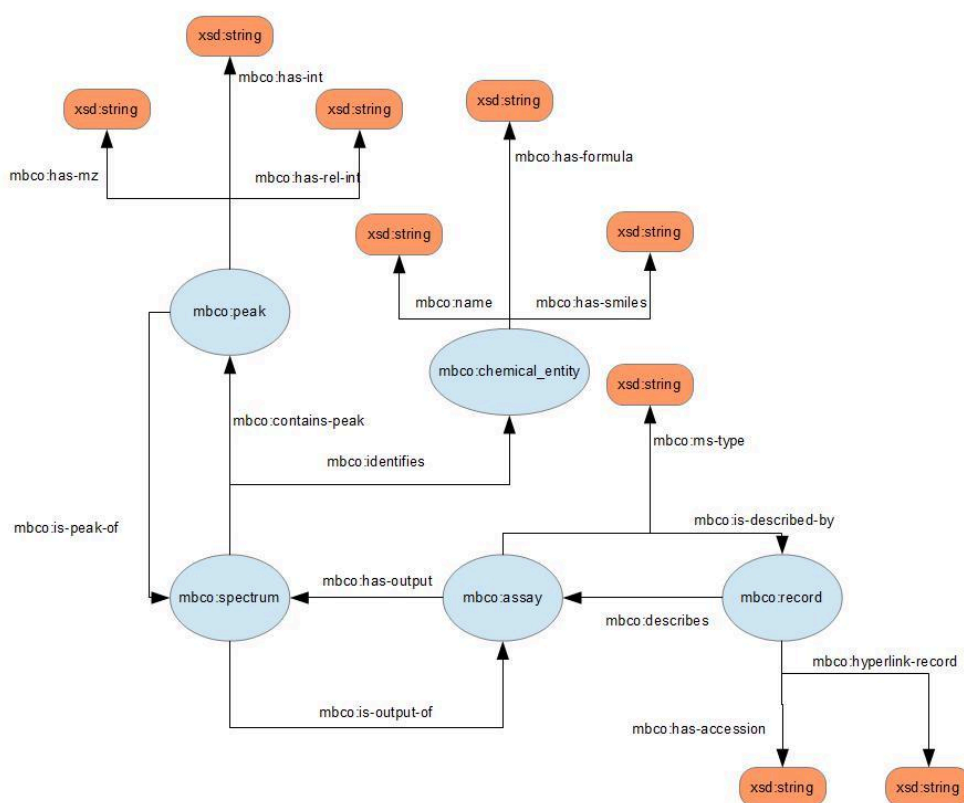 xsd:string
mbco:has-int
xsd:string
xsd:string
xsd:string
mbco:has-formula
mbco:has-mz
mbco:has-rel-int
xsd:string
xsd:string
mbco:name
mbco:has-smiles
mbco:peak
mbco:chemical_entity
xsd:string
mbco:contains-peak
mbco:ms-type
mbco:identifies
mbco:is-peak-of
mbco:is-described-by
mbco:has-output
mbco:spectrum
mbco:assay
mbco:record
mbco:describes
mbco:hyperlink-record
mbco:is-output-of
mbco:has-accession
xsd:string
xsd:string